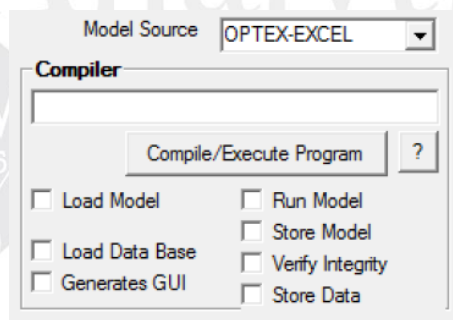 Model Source OPTEX-EXCEL
Compiler
Compile/Execute Program ?
Load Model
Run Model
Store Model
Load Data Base
Verify Integrity
Generates GUI
Store Data